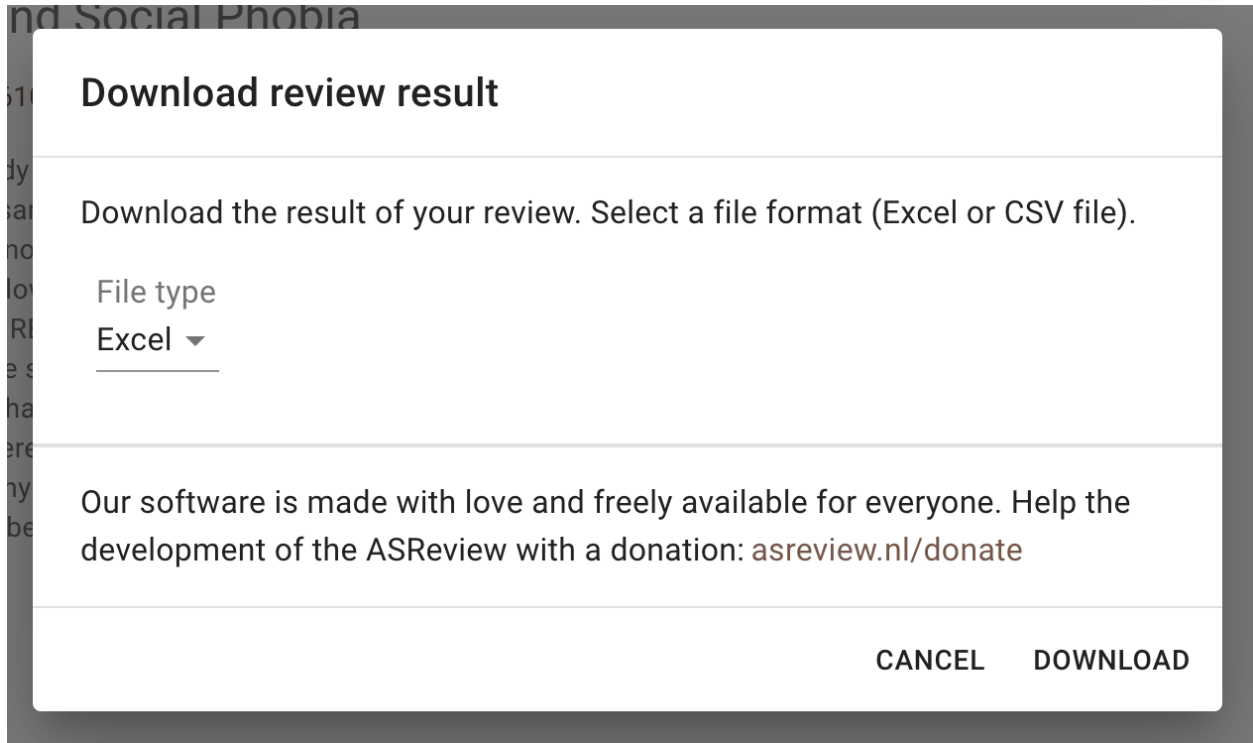 nd Social Phobia
Download review result
Download the result of your review. Select a file format (Excel or CSV file).
File type
Excel
Our software is made with love and freely available for everyone. Help the
development of the ASReview with a donation: asreview.nl/donate
CANCEL
DOWNLOAD